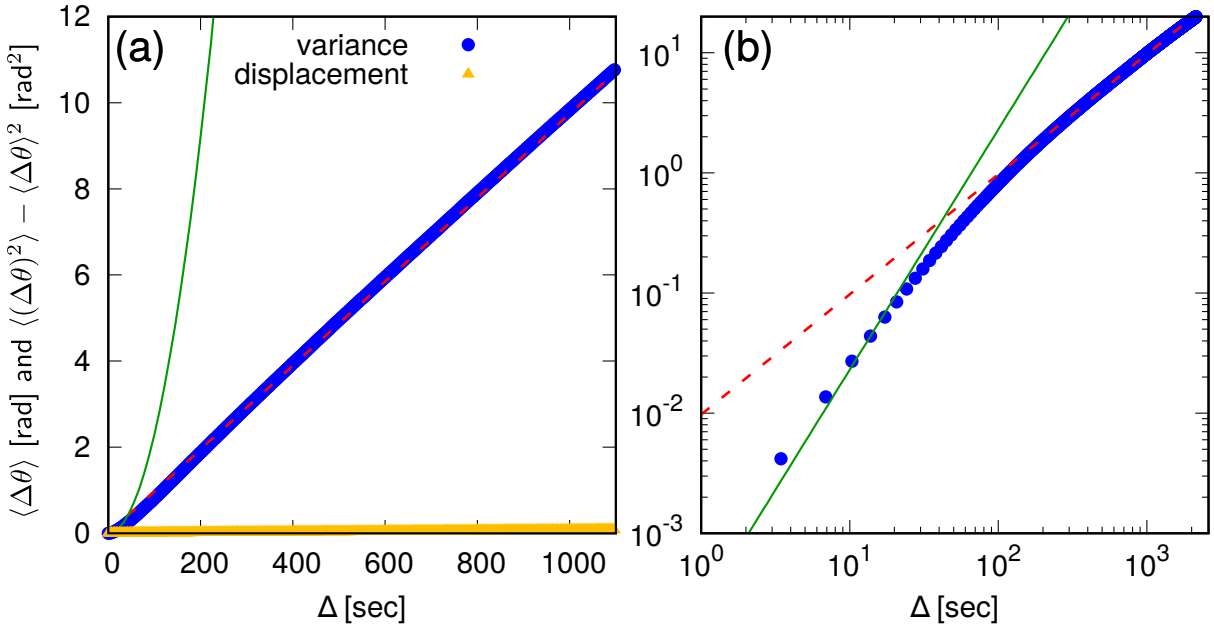 ⟨Δθ⟩ [rad] and ⟨(Δθ)²⟩ − ⟨Δθ⟩² [rad²]
(a)
variance
displacement
12
10
8
6
4
2
0
0 200 400 600 800 1000
Δ [sec]
(b)
10¹
10⁰
10⁻¹
10⁻²
10⁻³
10⁰ 10¹ 10² 10³
Δ [sec]